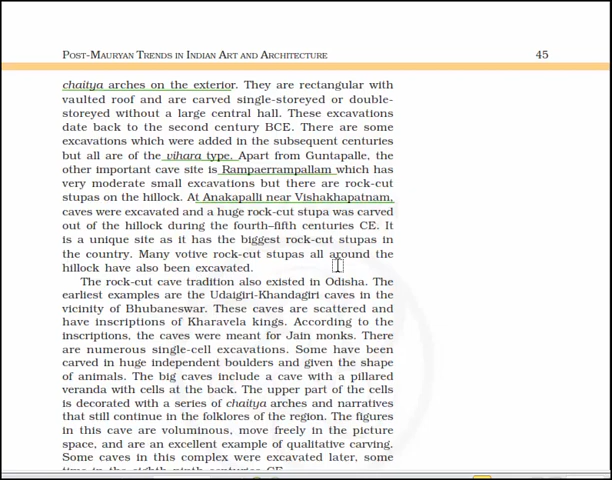 POST-MAURYAN TRENDS IN INDIAN ART AND ARCHITECTURE 45
chaitya arches on the exterior. They are rectangular with
vaulted roof and are carved single-storeyed or double-
storeyed without a large central hall. These excavations
date back to the second century BCE. There are some
excavations which were added in the subsequent centuries
but all are of the vihara type. Apart from Guntapalle, the
other important cave site is Rampaerrampallam which has
very moderate small excavations but there are rock-cut
stupas on the hillock. At Anakapalli near Vishakhapatnam,
caves were excavated and a huge rock-cut stupa was carved
out of the hillock during the fourth–fifth centuries CE. It
is a unique site as it has the biggest rock-cut stupas in
the country. Many votive rock-cut stupas all around the
hillock have also been excavated.
The rock-cut cave tradition also existed in Odisha. The
earliest examples are the Udaigiri-Khandagiri caves in the
vicinity of Bhubaneswar. These caves are scattered and
have inscriptions of Kharavela kings. According to the
inscriptions, the caves were meant for Jain monks. There
are numerous single-cell excavations. Some have been
carved in huge independent boulders and given the shape
of animals. The big caves include a cave with a pillared
veranda with cells at the back. The upper part of the cells
is decorated with a series of chaitya arches and narratives
that still continue in the folklores of the region. The figures
in this cave are voluminous, move freely in the picture
space, and are an excellent example of qualitative carving.
Some caves in this complex were excavated later, some
time in the eighth–ninth centuries CE.